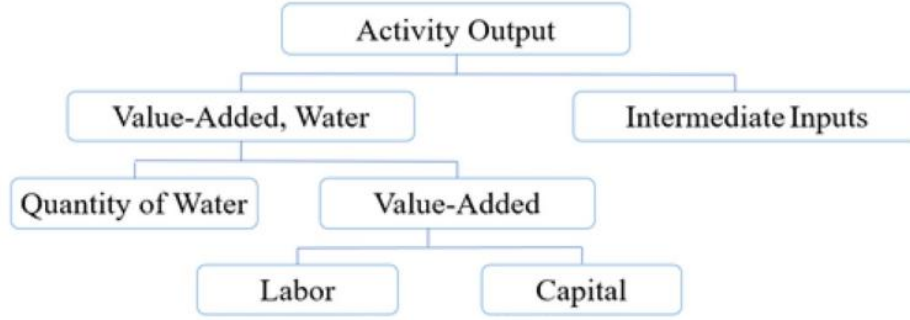 Activity Output
Value-Added, Water
Intermediate Inputs
Quantity of Water
Value-Added
Labor
Capital